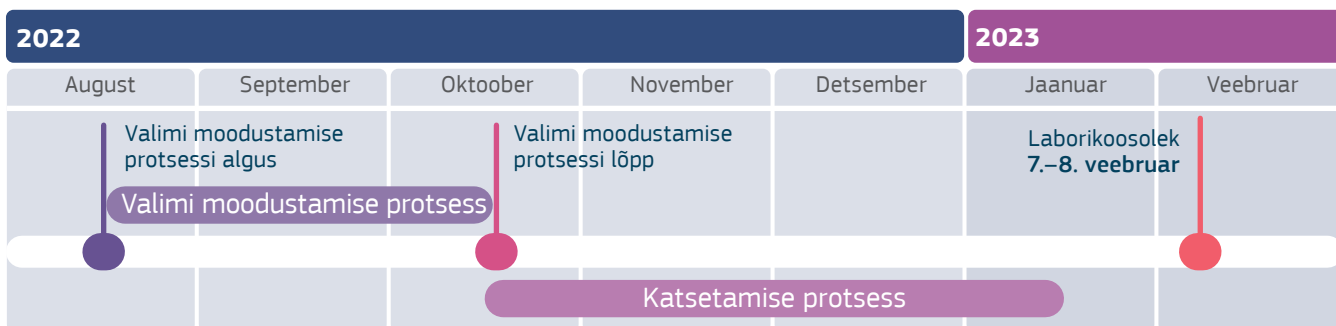 2022
2023
August
September
Oktoober
November
Detsember
Jaanuar
Veebruar
Valimi moodustamise
protsessi algus
Valimi moodustamise
protsessi lõpp
Laborikoosolek
7.–8. veebruar
Valimi moodustamise protsess
Katsetamise protsess